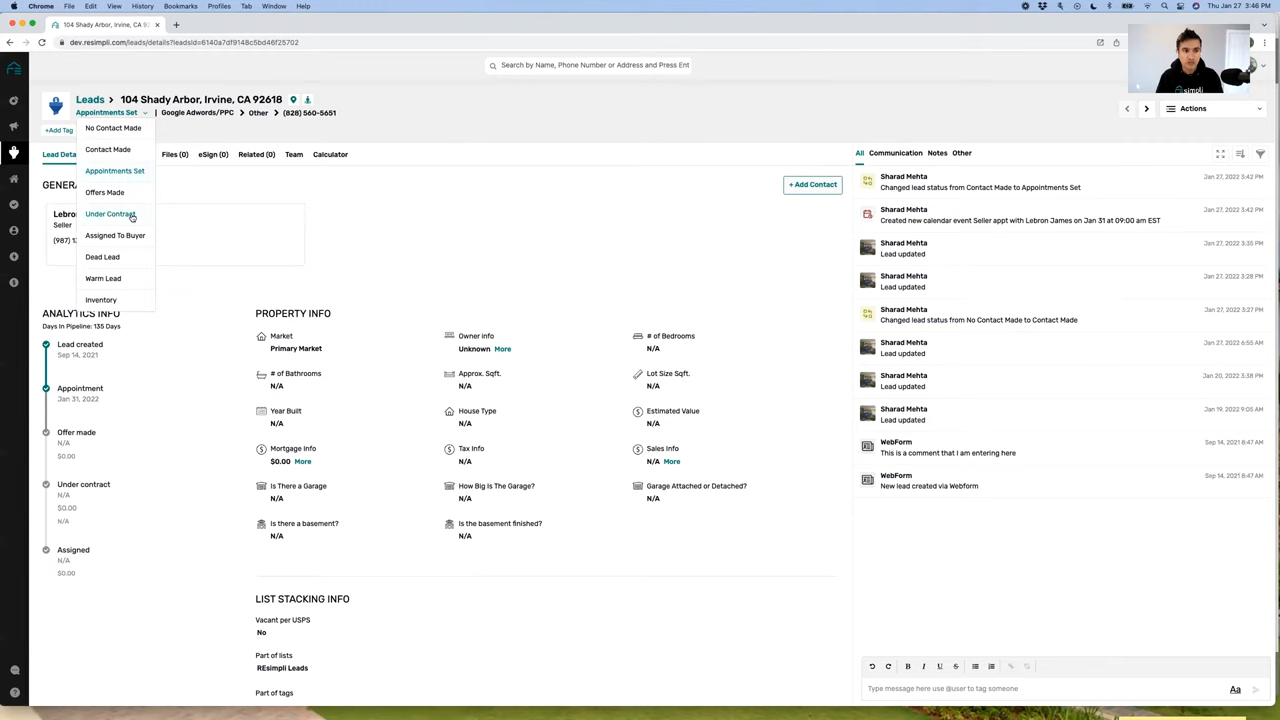 Chrome File Edit View History Bookmarks Profiles Tab Window Help
Thu Jan 27 3:46 PM
104 Shady Arbor, Irvine, CA 92
dev.resimpli.com/leads/details?leadsId=6140a7df9148c5bd46f25702
Search by Name, Phone Number or Address and Press Ent
simpli
Leads > 104 Shady Arbor, Irvine, CA 92618
Appointments Set | Google Adwords/PPC > Other > (828) 560-5651
Actions
+Add Tag
No Contact Made
Contact Made
Appointments Set
Offers Made
Under Contract
Assigned To Buyer
Dead Lead
Warm Lead
Inventory
Lead Deta Files (0) eSign (0) Related (0) Team Calculator
GENER
+ Add Contact
Lebron
Seller
(987) 1
ANALYTICS INFO
Days In Pipeline: 135 Days
Lead created
Sep 14, 2021
Appointment
Jan 31, 2022
Offer made
N/A
$0.00
Under contract
N/A
$0.00
N/A
Assigned
N/A
$0.00
PROPERTY INFO
Market
Primary Market
Owner info
Unknown More
# of Bedrooms
N/A
# of Bathrooms
N/A
Approx. Sqft.
N/A
Lot Size Sqft.
N/A
Year Built
N/A
House Type
N/A
Estimated Value
N/A
Mortgage Info
$0.00 More
Tax Info
N/A
Sales Info
N/A More
Is There a Garage
N/A
How Big Is The Garage?
N/A
Garage Attached or Detached?
N/A
Is there a basement?
N/A
Is the basement finished?
N/A
LIST STACKING INFO
Vacant per USPS
No
Part of lists
REsimpli Leads
Part of tags
All Communication Notes Other
Sharad Mehta Jan 27, 2022 3:42 PM
Changed lead status from Contact Made to Appointments Set
Sharad Mehta Jan 27, 2022 3:42 PM
Created new calendar event Seller appt with Lebron James on Jan 31 at 09:00 am EST
Sharad Mehta Jan 27, 2022 3:35 PM
Lead updated
Sharad Mehta Jan 27, 2022 3:28 PM
Lead updated
Sharad Mehta Jan 27, 2022 3:27 PM
Changed lead status from No Contact Made to Contact Made
Sharad Mehta Jan 27, 2022 6:55 AM
Lead updated
Sharad Mehta Jan 20, 2022 3:38 PM
Lead updated
Sharad Mehta Jan 19, 2022 9:05 AM
Lead updated
WebForm Sep 14, 2021 8:47 AM
This is a comment that I am entering here
WebForm Sep 14, 2021 8:47 AM
New lead created via Webform
B I U S
Type message here use @user to tag someone
Aa